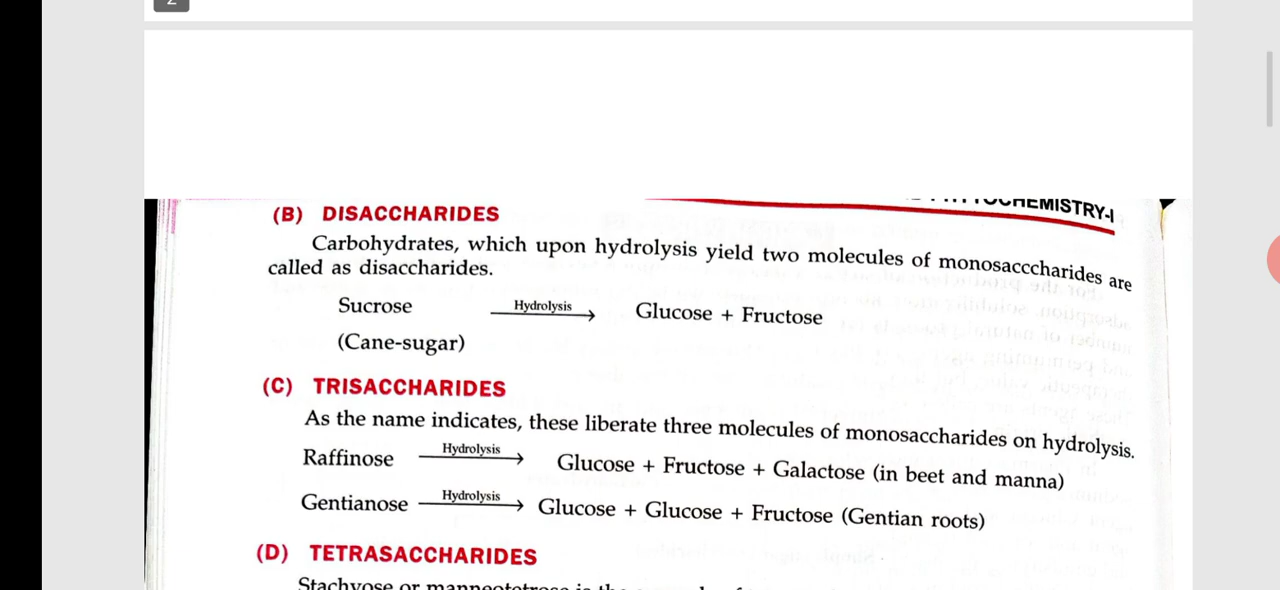 (B) DISACCHARIDES
Carbohydrates, which upon hydrolysis yield two molecules of monosacccharides are
called as disaccharides.
Sucrose Hydrolysis Glucose + Fructose
(Cane-sugar)
(C) TRISACCHARIDES
As the name indicates, these liberate three molecules of monosaccharides on hydrolysis.
Raffinose Hydrolysis Glucose + Fructose + Galactose (in beet and manna)
Gentianose Hydrolysis Glucose + Glucose + Fructose (Gentian roots)
(D) TETRASACCHARIDES
Stachyose or